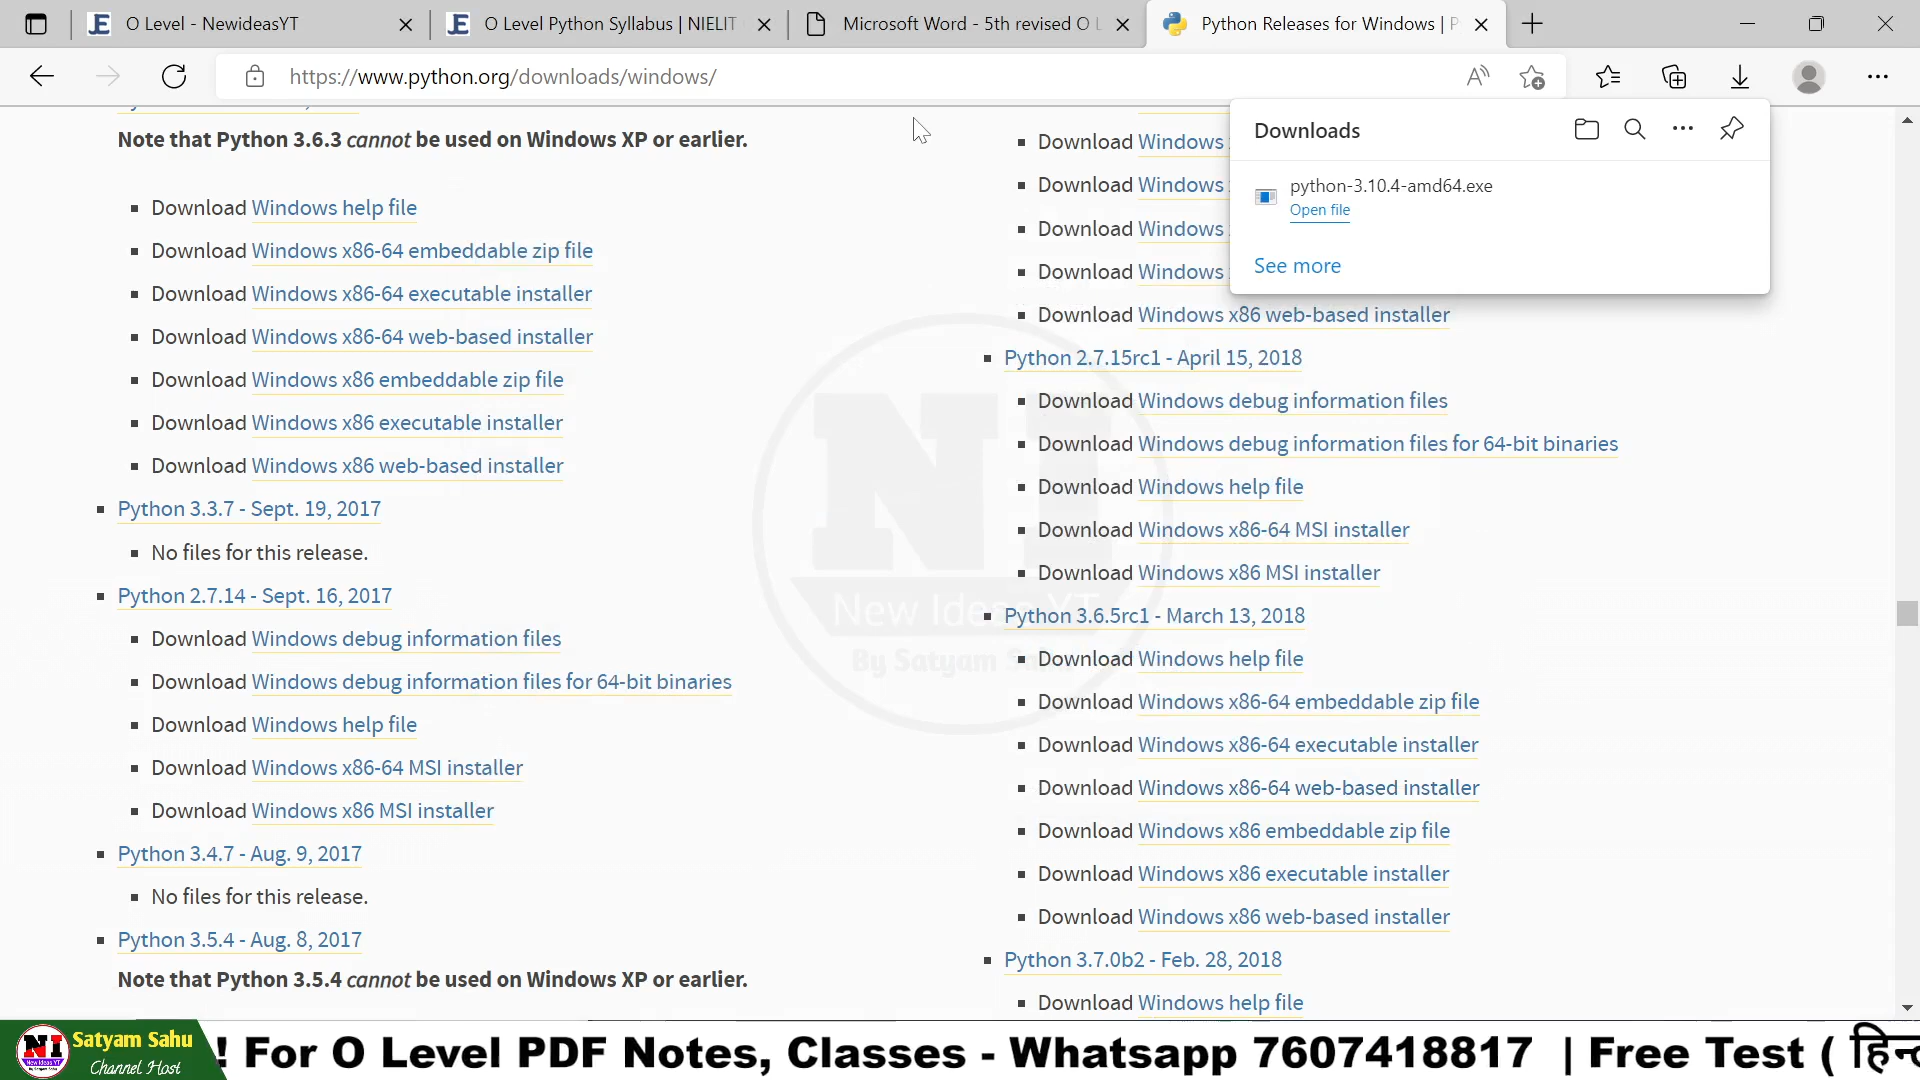 O Level - NewideasYT
O Level Python Syllabus | NIELIT
Microsoft Word - 5th revised O L
Python Releases for Windows | P
https://www.python.org/downloads/windows/
Note that Python 3.6.3 cannot be used on Windows XP or earlier.
Download Windows help file
Download Windows x86-64 embeddable zip file
Download Windows x86-64 executable installer
Download Windows x86-64 web-based installer
Download Windows x86 embeddable zip file
Download Windows x86 executable installer
Download Windows x86 web-based installer
Python 3.3.7 - Sept. 19, 2017
No files for this release.
Python 2.7.14 - Sept. 16, 2017
Download Windows debug information files
Download Windows debug information files for 64-bit binaries
Download Windows help file
Download Windows x86-64 MSI installer
Download Windows x86 MSI installer
Python 3.4.7 - Aug. 9, 2017
No files for this release.
Python 3.5.4 - Aug. 8, 2017
Note that Python 3.5.4 cannot be used on Windows XP or earlier.
Download Windows
Download Windows
Download Windows
Download Windows
Download Windows x86 web-based installer
Python 2.7.15rc1 - April 15, 2018
Download Windows debug information files
Download Windows debug information files for 64-bit binaries
Download Windows help file
Download Windows x86-64 MSI installer
Download Windows x86 MSI installer
Python 3.6.5rc1 - March 13, 2018
Download Windows help file
Download Windows x86-64 embeddable zip file
Download Windows x86-64 executable installer
Download Windows x86-64 web-based installer
Download Windows x86 embeddable zip file
Download Windows x86 executable installer
Download Windows x86 web-based installer
Python 3.7.0b2 - Feb. 28, 2018
Download Windows help file
Downloads
python-3.10.4-amd64.exe
Open file
See more
NI
New Ideas YT
By Satyam
NI
Satyam Sahu
Channel Host
! For O Level PDF Notes, Classes - Whatsapp 7607418817 | Free Test (